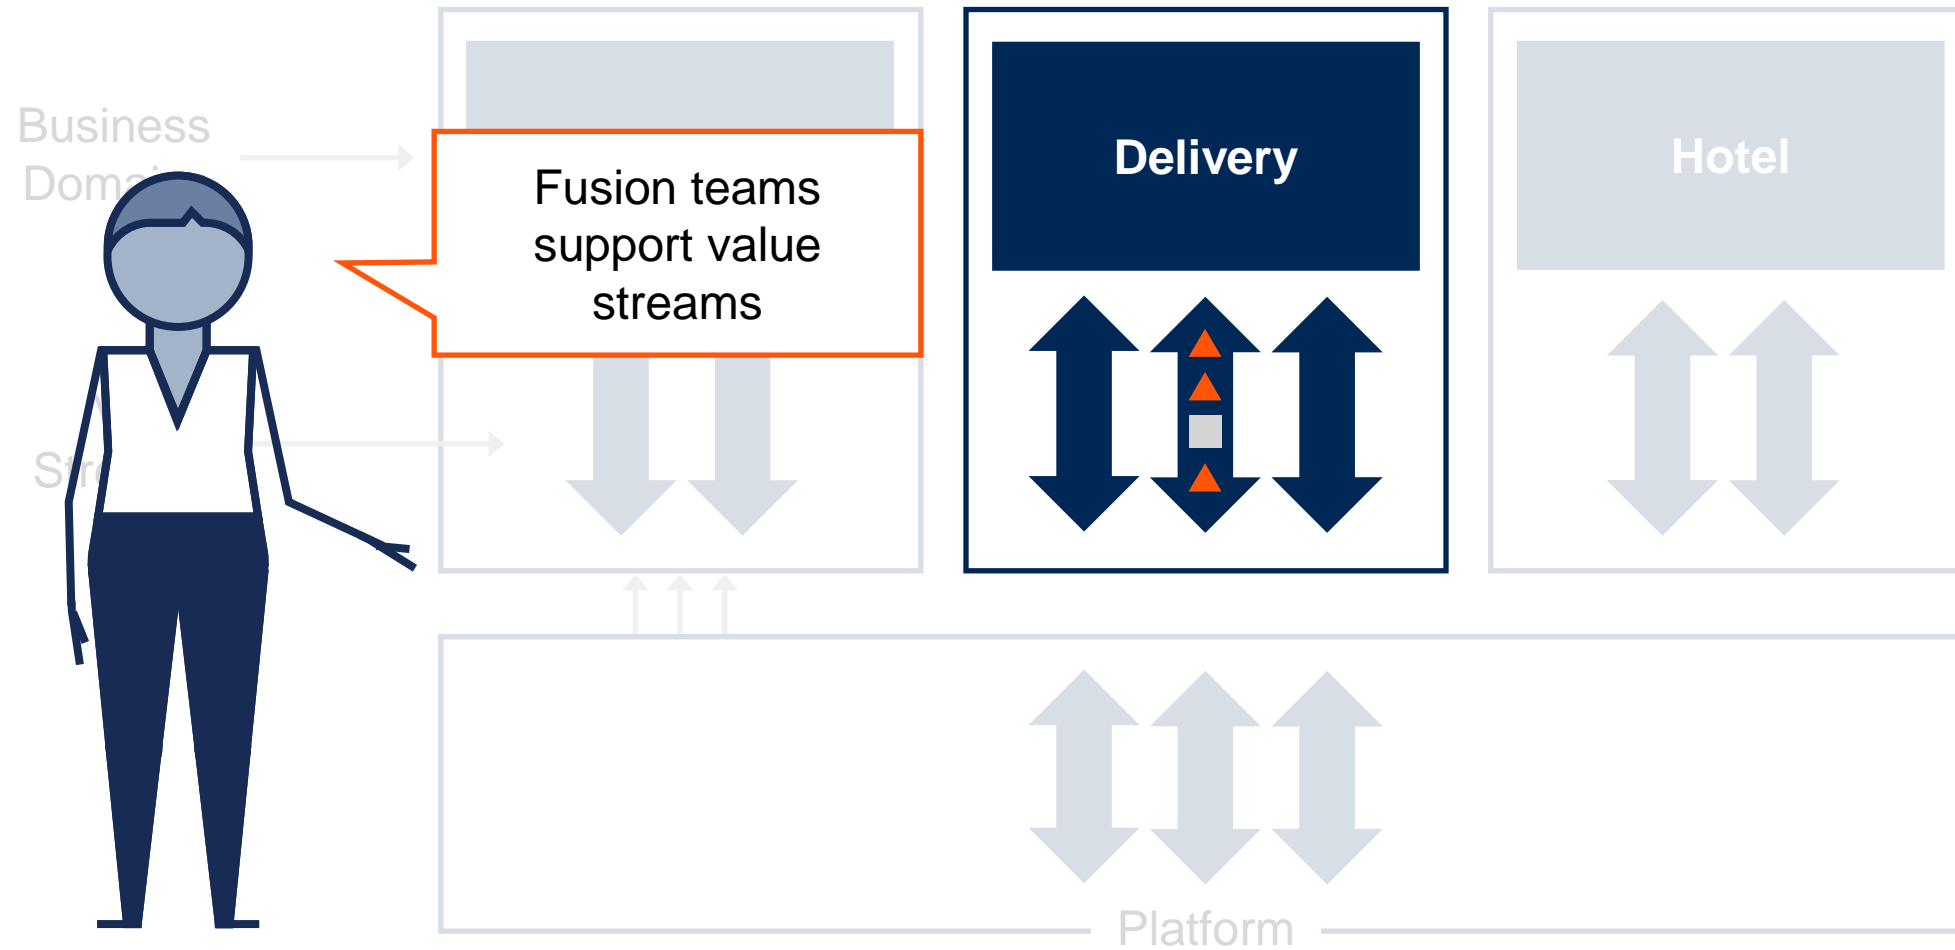 Business
Fusion teams
support value
streams
Delivery
Hotel
Platform